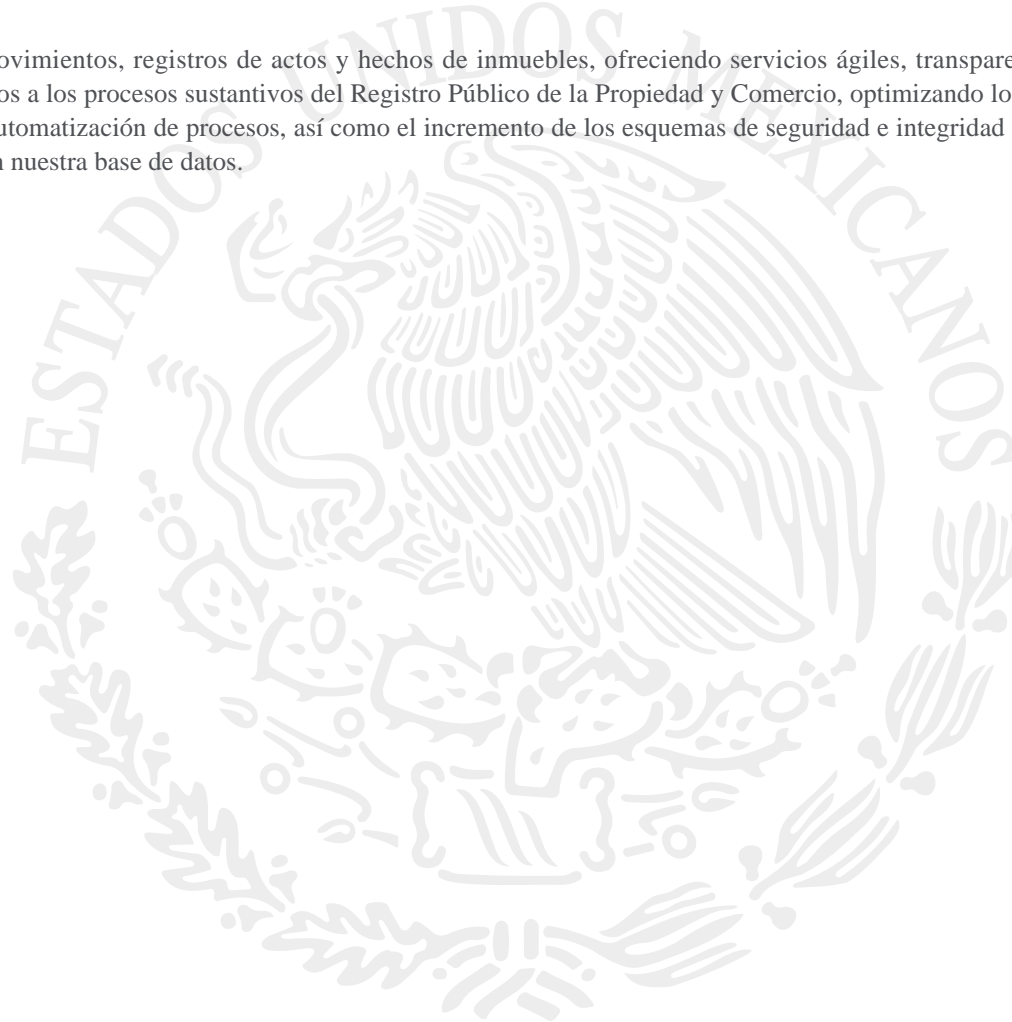 ovimientos, registros de actos y hechos de inmuebles, ofreciendo servicios ágiles, transpare
os a los procesos sustantivos del Registro Público de la Propiedad y Comercio, optimizando lo
utomatización de procesos, así como el incremento de los esquemas de seguridad e integridad
n nuestra base de datos.
ESTADOS UNIDOS MEXICANOS